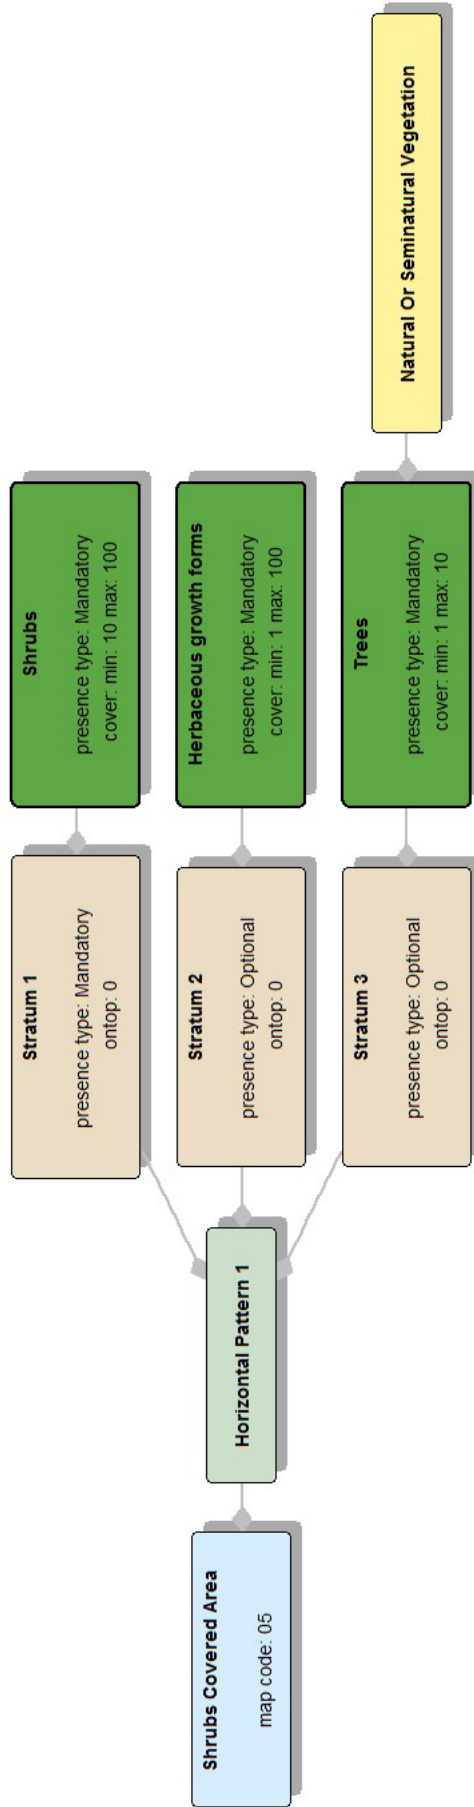 Shrubs Covered Area
map code: 05
Horizontal Pattern 1
Stratum 1
presence type: Mandatory
ontop: 0
Shrubs
presence type: Mandatory
cover: min: 10 max: 100
Stratum 2
presence type: Optional
ontop: 0
Herbaceous growth forms
presence type: Mandatory
cover: min: 1 max: 100
Stratum 3
presence type: Optional
ontop: 0
Trees
presence type: Mandatory
cover: min: 1 max: 10
Natural Or Seminatural Vegetation